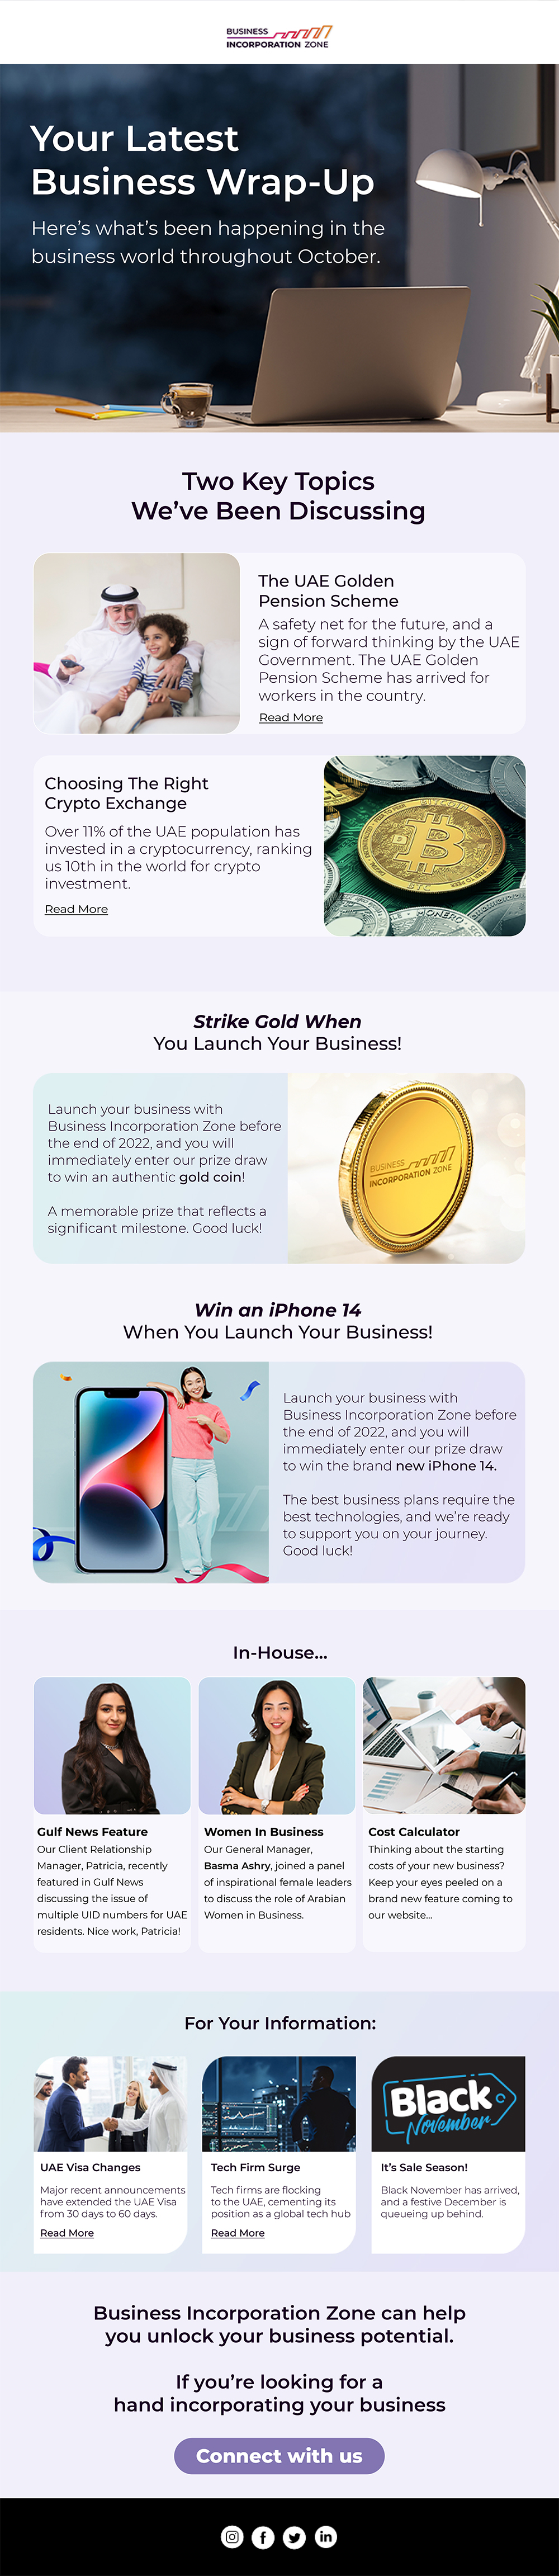 BUSINESS
INCORPORATION ZONE
Your Latest
Business Wrap-Up
Here’s what’s been happening in the
business world throughout October.
Two Key Topics
We’ve Been Discussing
The UAE Golden
Pension Scheme
A safety net for the future, and a
sign of forward thinking by the UAE
Government. The UAE Golden
Pension Scheme has arrived for
workers in the country.
Read More
Choosing The Right
Crypto Exchange
Over 11% of the UAE population has
invested in a cryptocurrency, ranking
us 10th in the world for crypto
investment.
Read More
BITCOIN
BTC
MONERO
Strike Gold When
You Launch Your Business!
Launch your business with
Business Incorporation Zone before
the end of 2022, and you will
immediately enter our prize draw
to win an authentic gold coin!
A memorable prize that reflects a
significant milestone. Good luck!
BUSINESS
INCORPORATION ZONE
Win an iPhone 14
When You Launch Your Business!
Launch your business with
Business Incorporation Zone before
the end of 2022, and you will
immediately enter our prize draw
to win the brand new iPhone 14.
The best business plans require the
best technologies, and we’re ready
to support you on your journey.
Good luck!
In-House...
Gulf News Feature
Our Client Relationship
Manager, Patricia, recently
featured in Gulf News
discussing the issue of
multiple UID numbers for UAE
residents. Nice work, Patricia!
Women In Business
Our General Manager,
Basma Ashry, joined a panel
of inspirational female leaders
to discuss the role of Arabian
Women in Business.
Cost Calculator
Thinking about the starting
costs of your new business?
Keep your eyes peeled on a
brand new feature coming to
our website...
For Your Information:
UAE Visa Changes
Major recent announcements
have extended the UAE Visa
from 30 days to 60 days.
Read More
Tech Firm Surge
Tech firms are flocking
to the UAE, cementing its
position as a global tech hub
Read More
Black
November
It’s Sale Season!
Black November has arrived,
and a festive December is
queueing up behind.
Business Incorporation Zone can help
you unlock your business potential.
If you’re looking for a
hand incorporating your business
Connect with us